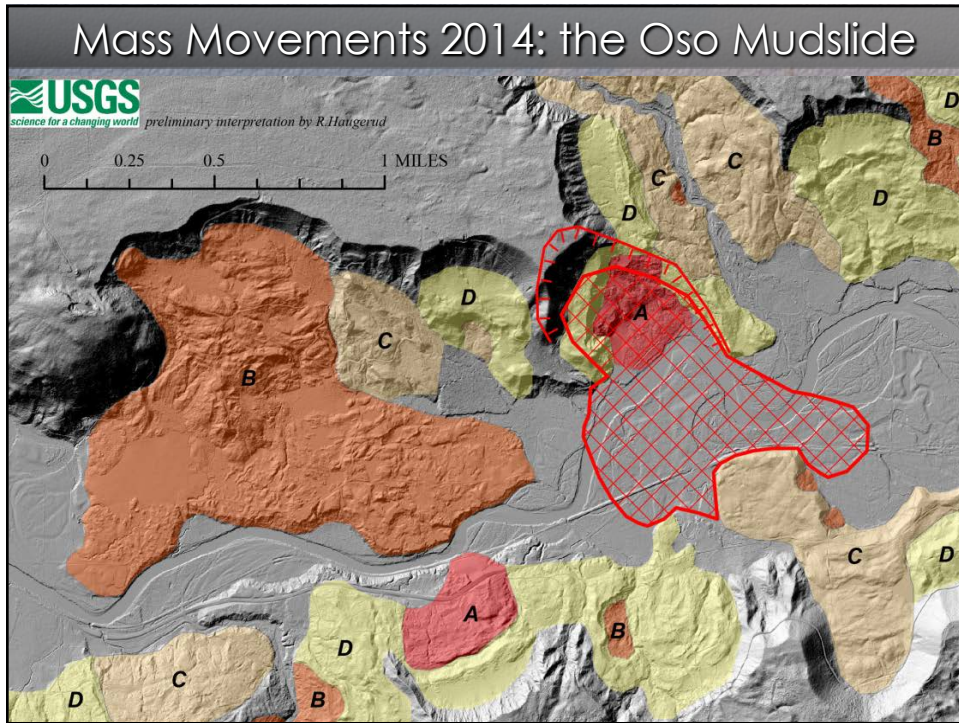 Mass Movements 2014: the Oso Mudslide
USGS
science for a changing world
preliminary interpretation by R.Haugerud
0 0.25 0.5 1 MILES
D
B
C
C
D
D
D
A
C
B
C
D
A
D
B
C
D
B